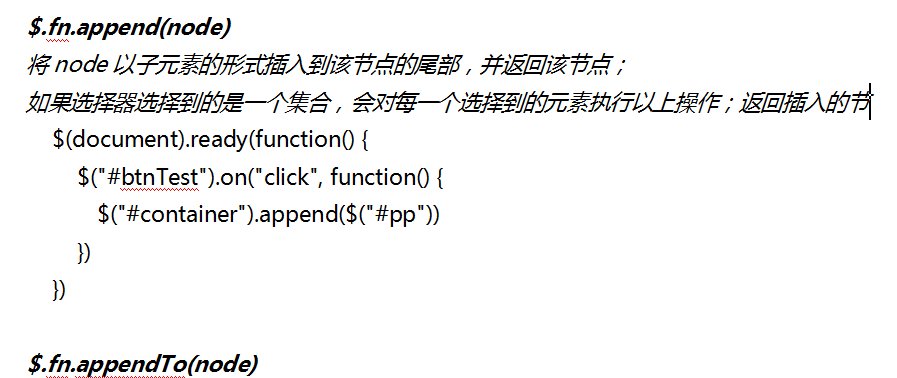 $.fn.append(node)
将 node 以子元素的形式插入到该节点的尾部，并返回该节点；
如果选择器选择到的是一个集合，会对每一个选择到的元素执行以上操作；返回插入的节
$(document).ready(function() {
$("#btnTest").on("click", function() {
$("#container").append($("#pp"))
})
})
$.fn.appendTo(node)